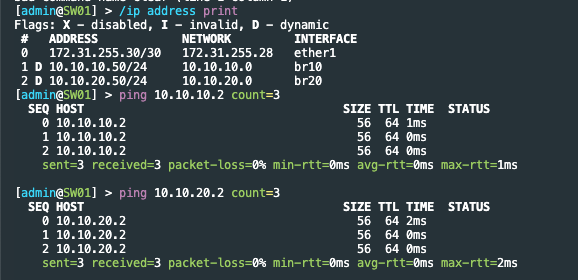 [admin@SW01] > /ip address print
Flags: X - disabled, I - invalid, D - dynamic
 #   ADDRESS            NETWORK         INTERFACE
 0   172.31.255.30/30   172.31.255.28   ether1
 1 D 10.10.10.50/24     10.10.10.0      br10
 2 D 10.10.20.50/24     10.10.20.0      br20
[admin@SW01] > ping 10.10.10.2 count=3
  SEQ HOST                                     SIZE TTL TIME  STATUS
    0 10.10.10.2                                 56  64 1ms
    1 10.10.10.2                                 56  64 0ms
    2 10.10.10.2                                 56  64 0ms
    sent=3 received=3 packet-loss=0% min-rtt=0ms avg-rtt=0ms max-rtt=1ms
[admin@SW01] > ping 10.10.20.2 count=3
  SEQ HOST                                     SIZE TTL TIME  STATUS
    0 10.10.20.2                                 56  64 2ms
    1 10.10.20.2                                 56  64 0ms
    2 10.10.20.2                                 56  64 0ms
    sent=3 received=3 packet-loss=0% min-rtt=0ms avg-rtt=0ms max-rtt=2ms